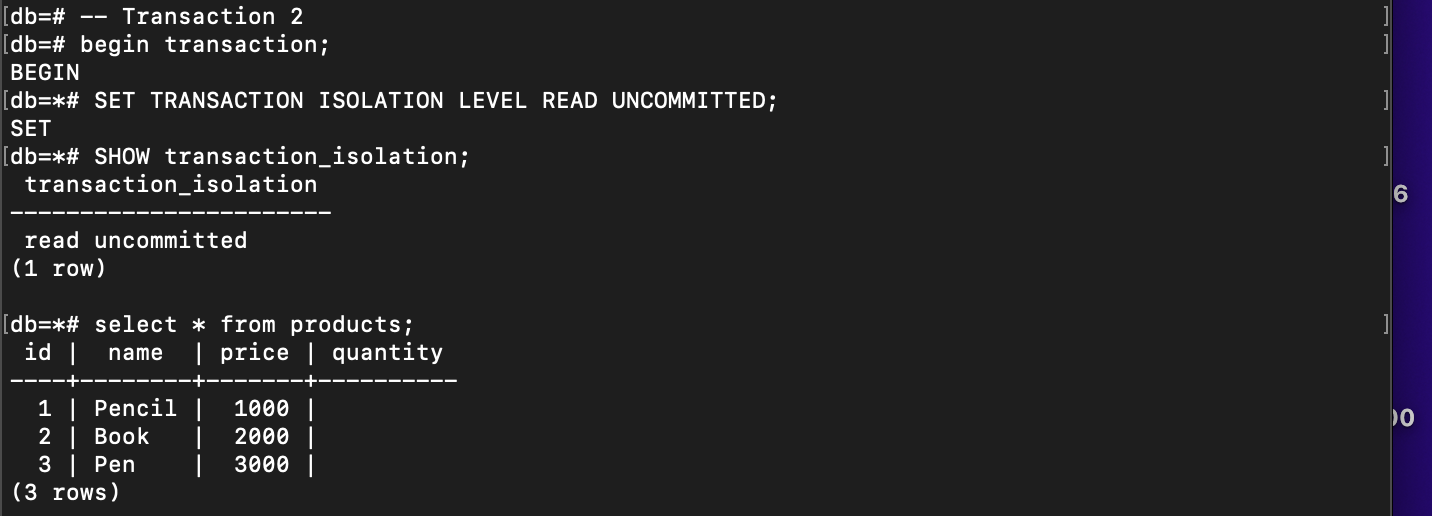 [db=# -- Transaction 2 ]
[db=# begin transaction; ]
BEGIN
[db=*# SET TRANSACTION ISOLATION LEVEL READ UNCOMMITTED; ]
SET
[db=*# SHOW transaction_isolation; ]
 transaction_isolation
-----------------------
 read uncommitted
(1 row)

[db=*# select * from products; ]
 id |  name  | price | quantity
----+--------+-------+----------
  1 | Pencil |  1000 |
  2 | Book   |  2000 |
  3 | Pen    |  3000 |
(3 rows)
6